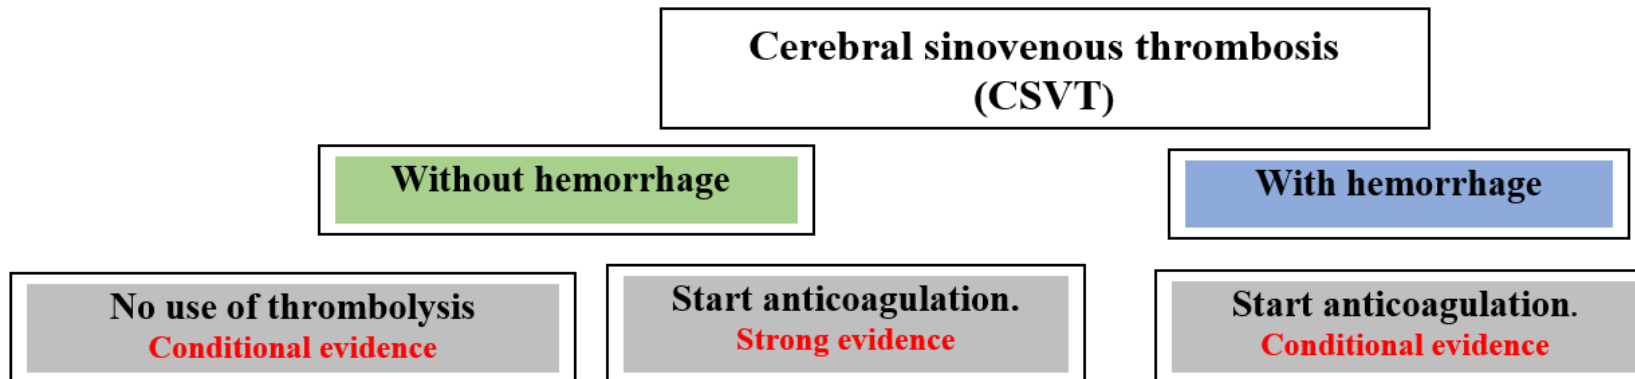 Cerebral sinovenous thrombosis
(CSVT)
Without hemorrhage
With hemorrhage
No use of thrombolysis
Conditional evidence
Start anticoagulation.
Strong evidence
Start anticoagulation.
Conditional evidence